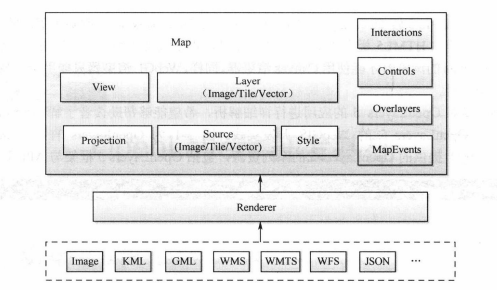 Map
Interactions
Controls
Overlayers
MapEvents
View
Layer
(Image/Tile/Vector)
Projection
Source
(Image/Tile/Vector)
Style
Renderer
Image KML GML WMS WMTS WFS JSON ...